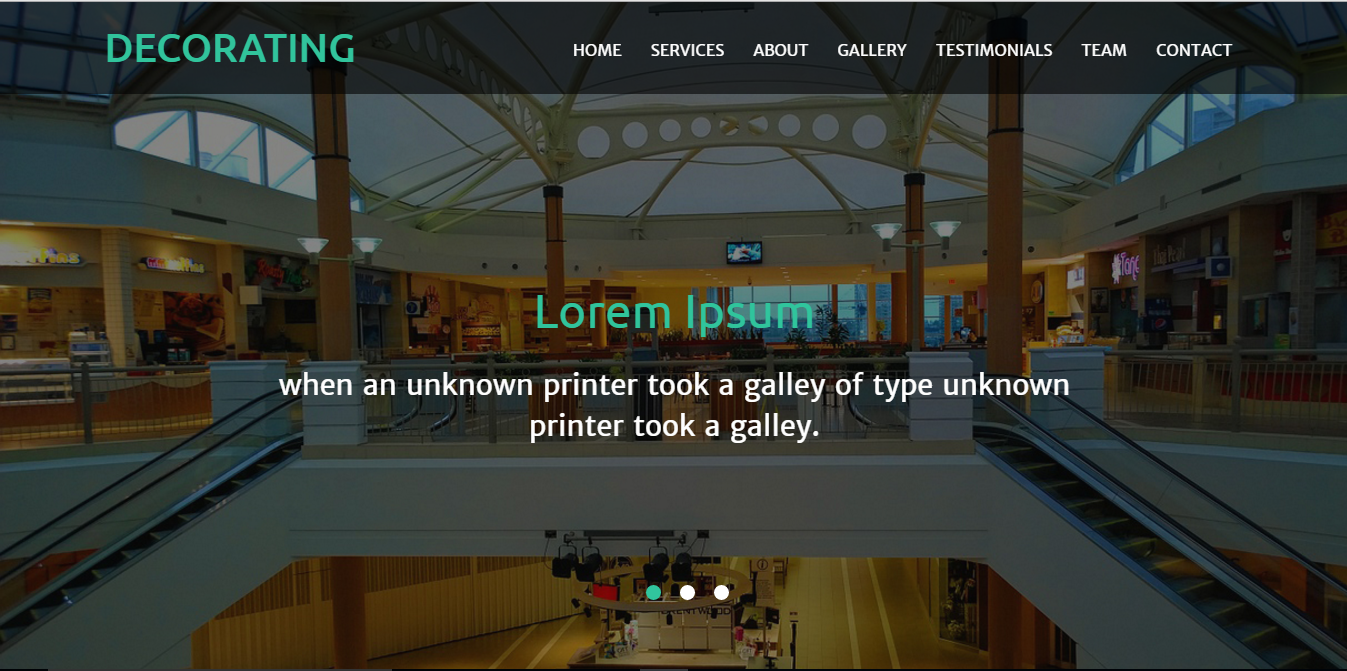 DECORATING
HOME SERVICES ABOUT GALLERY TESTIMONIALS TEAM CONTACT
Lorem Ipsum
when an unknown printer took a galley of type unknown
printer took a galley.